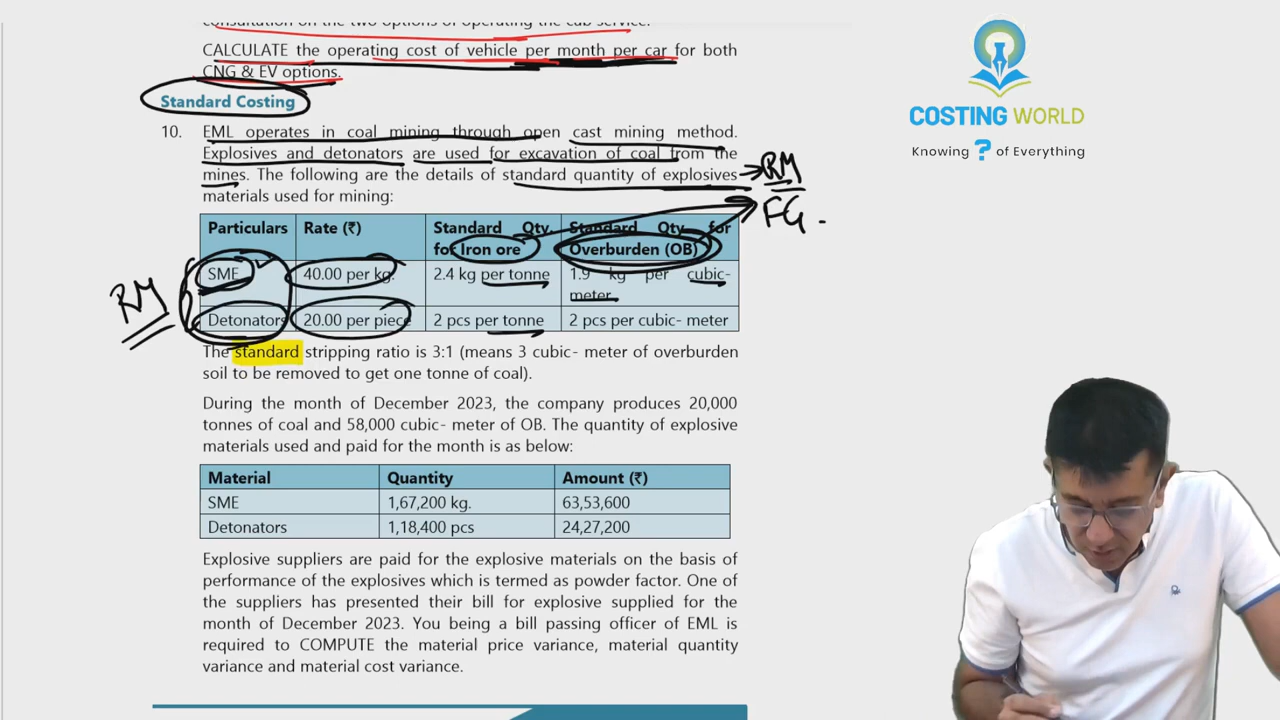 consultation on the two options of operating the cab service.
CALCULATE the operating cost of vehicle per month per car for both
CNG & EV options.
Standard Costing
10. EML operates in coal mining through open cast mining method.
Explosives and detonators are used for excavation of coal from the
mines. The following are the details of standard quantity of explosives
materials used for mining:
RM
FG
Particulars Rate (₹) Standard Qty. for Iron ore Standard Qty for Overburden (OB)
SME 40.00 per kg. 2.4 kg per tonne 1.9 kg per cubic-meter
Detonators 20.00 per piece 2 pcs per tonne 2 pcs per cubic- meter
RM
The standard stripping ratio is 3:1 (means 3 cubic- meter of overburden
soil to be removed to get one tonne of coal).
During the month of December 2023, the company produces 20,000
tonnes of coal and 58,000 cubic- meter of OB. The quantity of explosive
materials used and paid for the month is as below:
Material Quantity Amount (₹)
SME 1,67,200 kg. 63,53,600
Detonators 1,18,400 pcs 24,27,200
Explosive suppliers are paid for the explosive materials on the basis of
performance of the explosives which is termed as powder factor. One of
the suppliers has presented their bill for explosive supplied for the
month of December 2023. You being a bill passing officer of EML is
required to COMPUTE the material price variance, material quantity
variance and material cost variance.
COSTING WORLD
Knowing ? of Everything